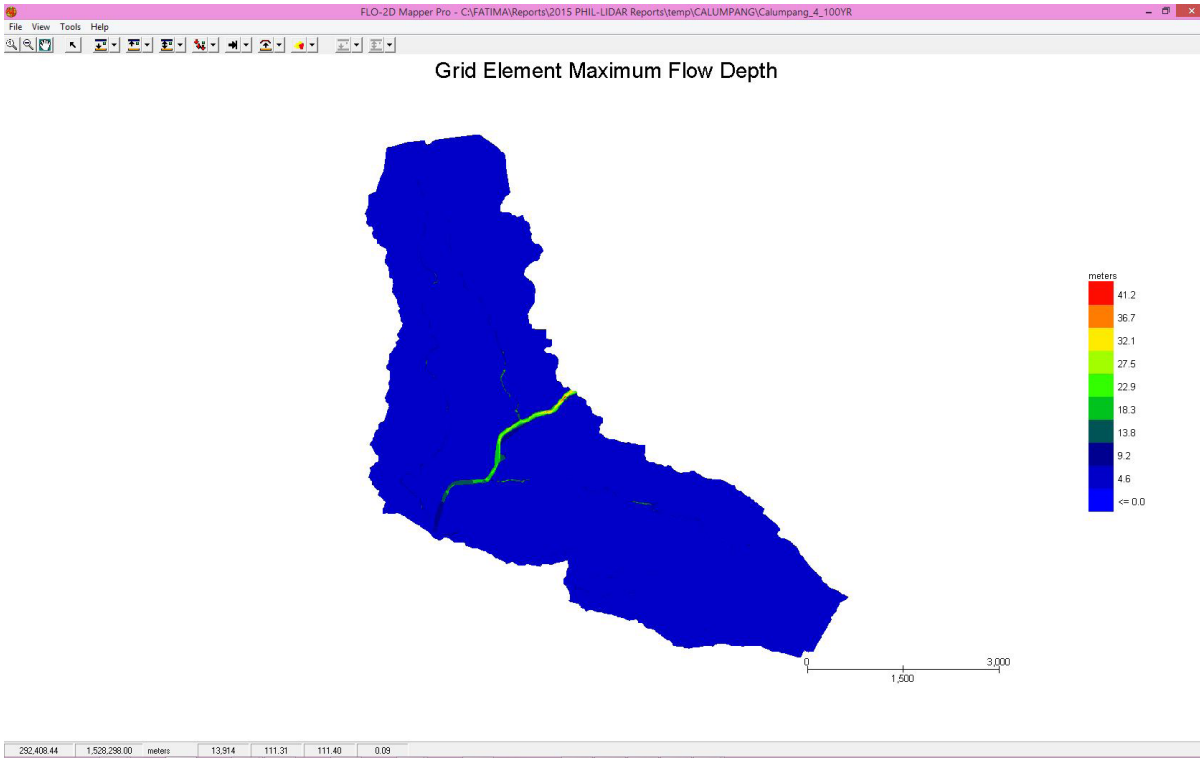 FLO-2D Mapper Pro - C:\FATIMA\Reports\2015 PHIL-LIDAR Reports\temp\CALUMPANG\Calumpang_4_100YR
File View Tools Help
Grid Element Maximum Flow Depth
meters
41.2
36.7
32.1
27.5
22.9
18.3
13.8
9.2
4.6
<= 0.0
0 3,000
1,500
292,408.44 1,528,298.00 meters 13,914 111.31 111.40 0.09